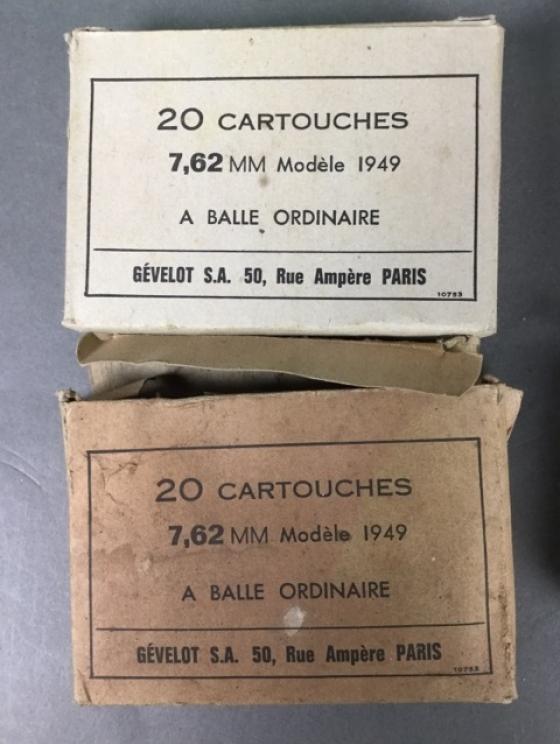 20 CARTOUCHES
7,62 MM Modèle 1949
A BALLE ORDINAIRE
GÉVELOT S.A. 50, Rue Ampère PARIS
10753
20 CARTOUCHES
7,62 MM Modèle 1949
A BALLE ORDINAIRE
GÉVELOT S.A. 50, Rue Ampère PARIS
10753